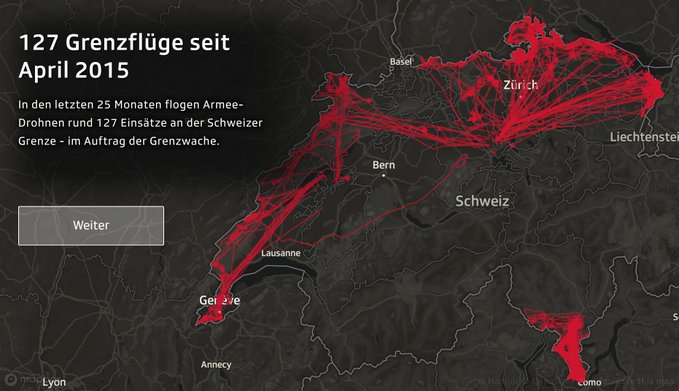 127 Grenzflüge seit
April 2015
In den letzten 25 Monaten flogen Armee-
Drohnen rund 127 Einsätze an der Schweizer
Grenze - im Auftrag der Grenzwache.
Weiter
Basel
Zürich
Liechtenstei
Bern
Schweiz
Lausanne
Genève
Annecy
Lyon
Como